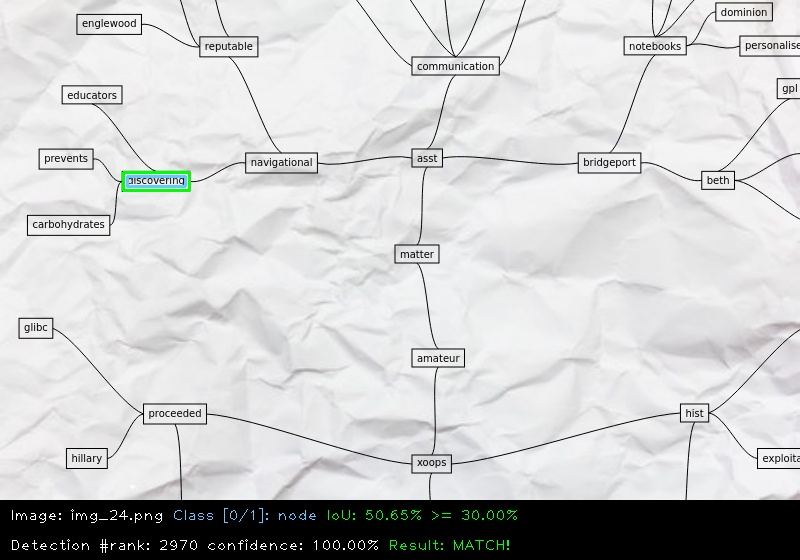 dominion
englewood
reputable
notebooks
personalise
communication
gpl
educators
prevents
navigational
asst
bridgeport
discovering
beth
carbohydrates
matter
glibc
amateur
proceeded
hist
hillary
xoops
exploita
Image: img_24.png Class [0/1]: node IoU: 50.65% >= 30.00%
Detection #rank: 2970 confidence: 100.00% Result: MATCH!